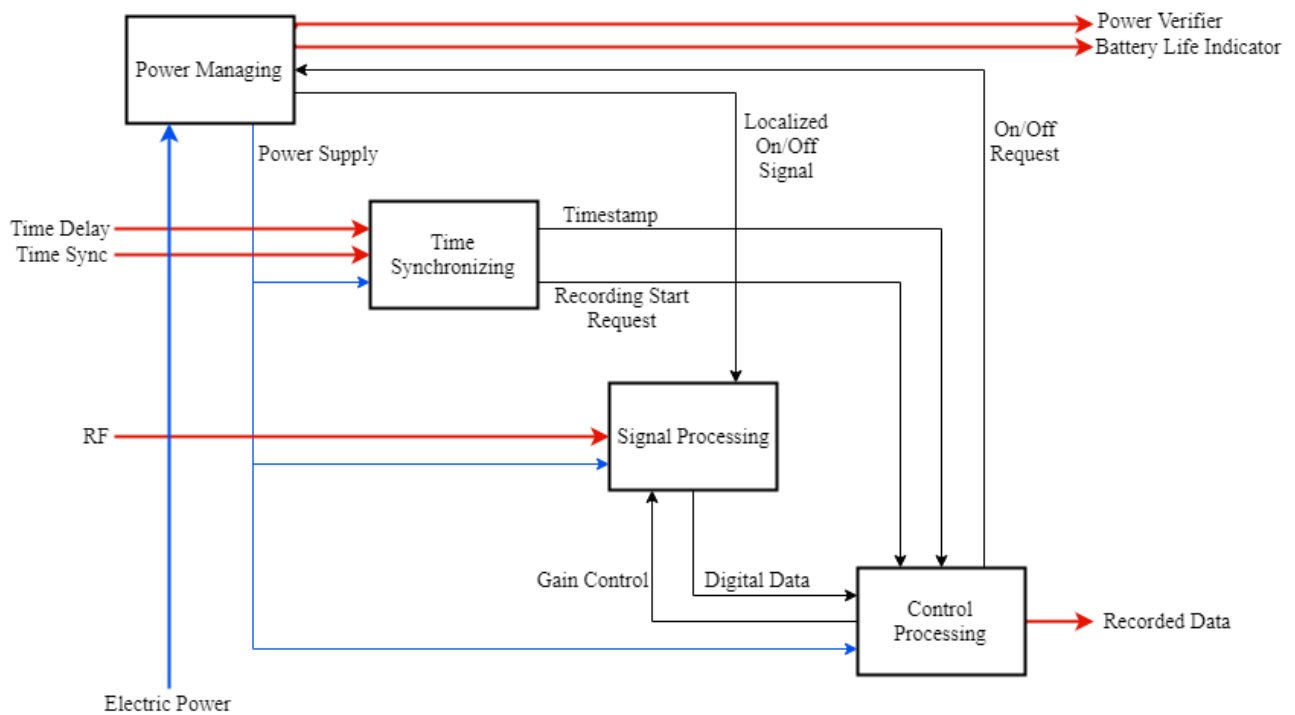 Power Verifier
Battery Life Indicator
Power Managing
Localized
On/Off
Signal
On/Off
Request
Power Supply
Time Delay
Time Sync
Time
Synchronizing
Timestamp
Recording Start
Request
RF
Signal Processing
Gain Control
Digital Data
Control
Processing
Recorded Data
Electric Power